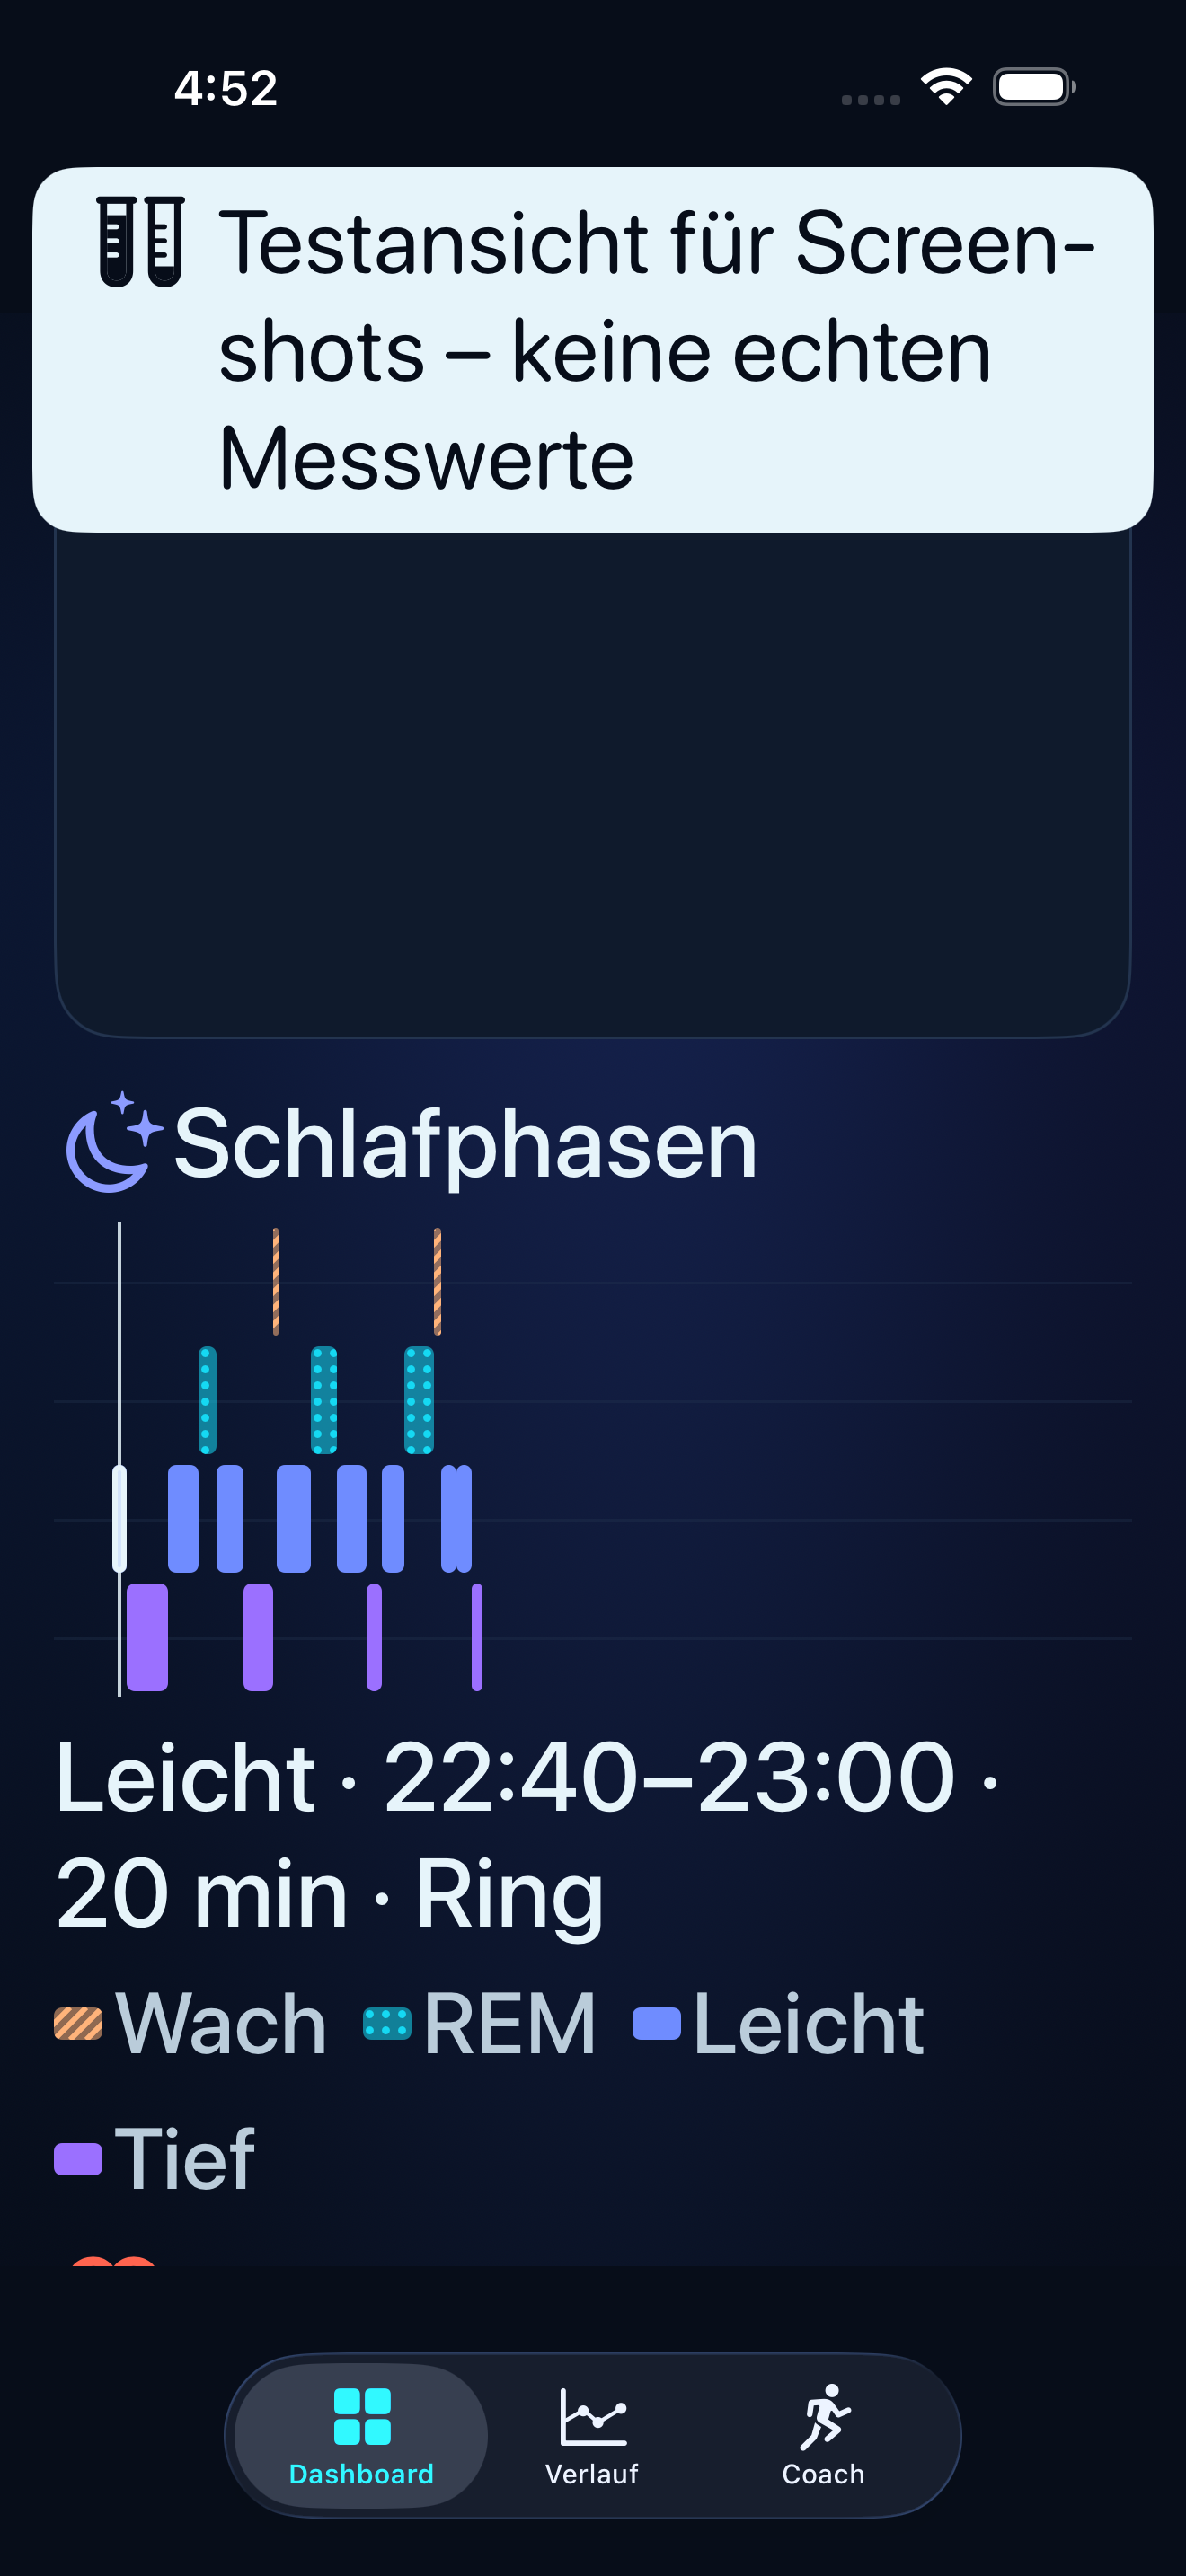 4:52
Testansicht für Screen-
shots – keine echten
Messwerte
Schlafphasen
Leicht · 22:40–23:00 ·
20 min · Ring
Wach REM Leicht
Tief
Dashboard Verlauf Coach